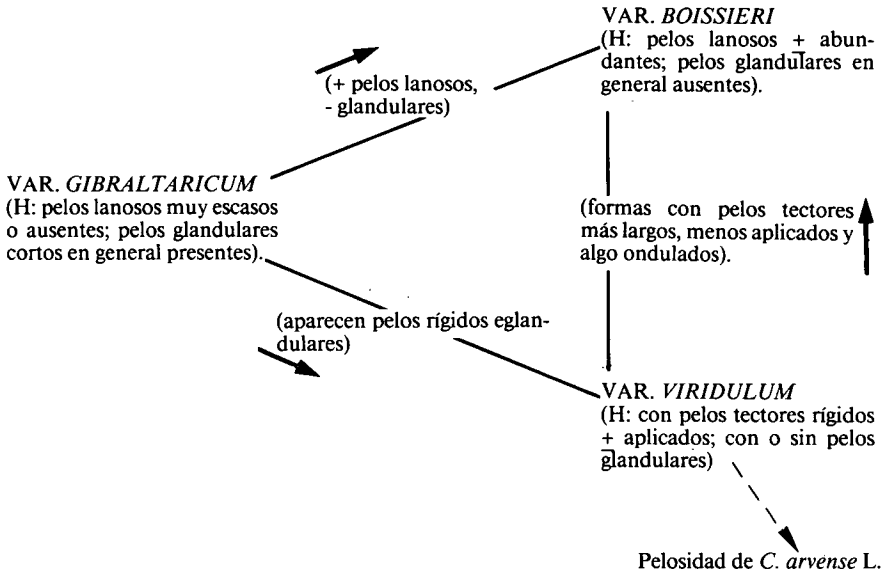 VAR. BOISSIERI
(H: pelos lanosos ± abun-
dantes; pelos glandulares en
general ausentes).
(+ pelos lanosos,
- glandulares)
VAR. GIBRALTARICUM
(H: pelos lanosos muy escasos
o ausentes; pelos glandulares
cortos en general presentes).
(formas con pelos tectores
más largos, menos aplicados y
algo ondulados).
(aparecen pelos rígidos eglan-
dulares)
VAR. VIRIDULUM
(H: con pelos tectores rígidos
± aplicados; con o sin pelos
glandulares)
Pelosidad de C. arvense L.